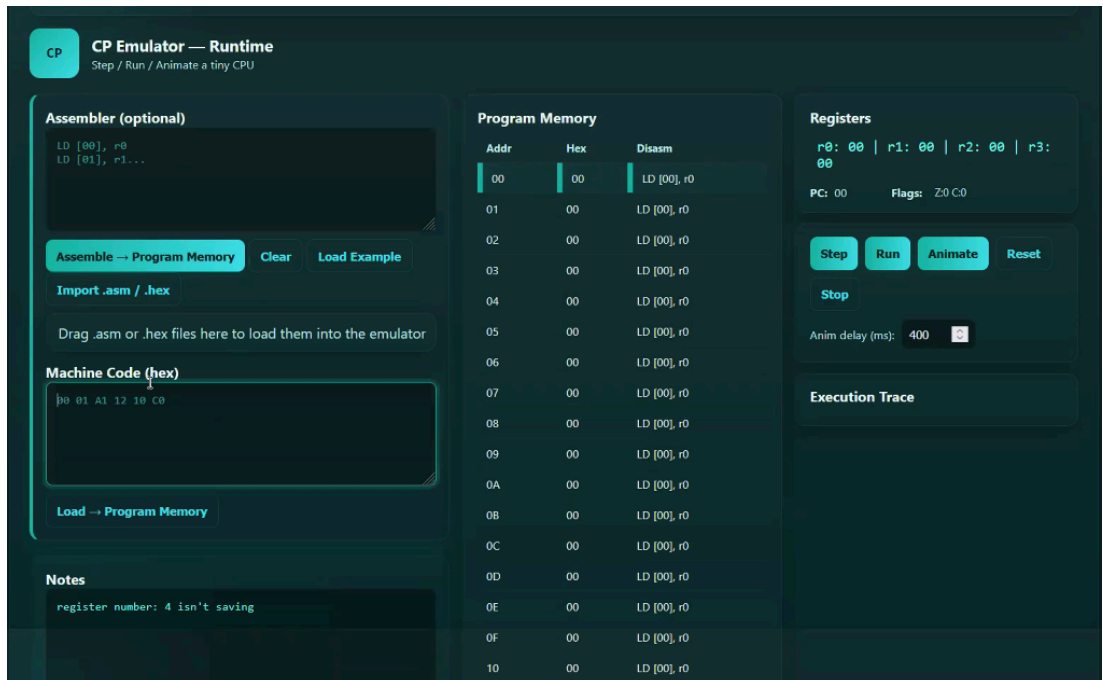 CP
CP Emulator — Runtime
Step / Run / Animate a tiny CPU
Assembler (optional)
LD [00], r0
LD [01], r1...
Assemble → Program Memory
Clear
Load Example
Import .asm / .hex
Drag .asm or .hex files here to load them into the emulator
Machine Code (hex)
00 01 A1 12 10 C0
Load → Program Memory
Notes
register number: 4 isn't saving
Program Memory
Addr Hex Disasm
00 00 LD [00], r0
01 00 LD [00], r0
02 00 LD [00], r0
03 00 LD [00], r0
04 00 LD [00], r0
05 00 LD [00], r0
06 00 LD [00], r0
07 00 LD [00], r0
08 00 LD [00], r0
09 00 LD [00], r0
0A 00 LD [00], r0
0B 00 LD [00], r0
0C 00 LD [00], r0
0D 00 LD [00], r0
0E 00 LD [00], r0
0F 00 LD [00], r0
10 00 LD [00], r0
Registers
r0: 00 | r1: 00 | r2: 00 | r3:
00
PC: 00 Flags: Z:0 C:0
Step
Run
Animate
Reset
Stop
Anim delay (ms): 400
Execution Trace